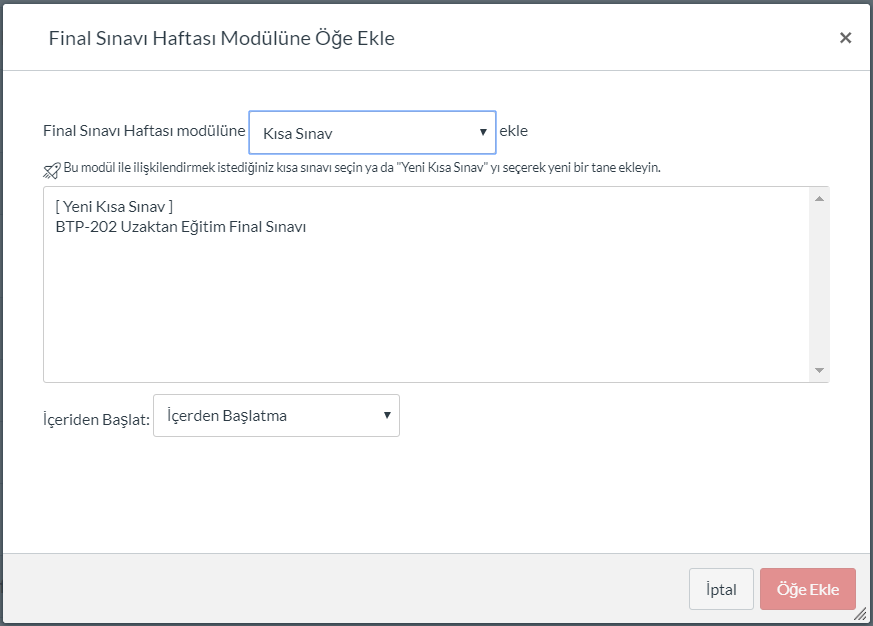 Final Sınavı Haftası Modülüne Öğe Ekle
Final Sınavı Haftası modülüne Kısa Sınav ekle
Bu modül ile ilişkilendirmek istediğiniz kısa sınavı seçin ya da "Yeni Kısa Sınav" yı seçerek yeni bir tane ekleyin.
[ Yeni Kısa Sınav ]
BTP-202 Uzaktan Eğitim Final Sınavı
İçeriden Başlat: İçerden Başlatma
İptal Öğe Ekle